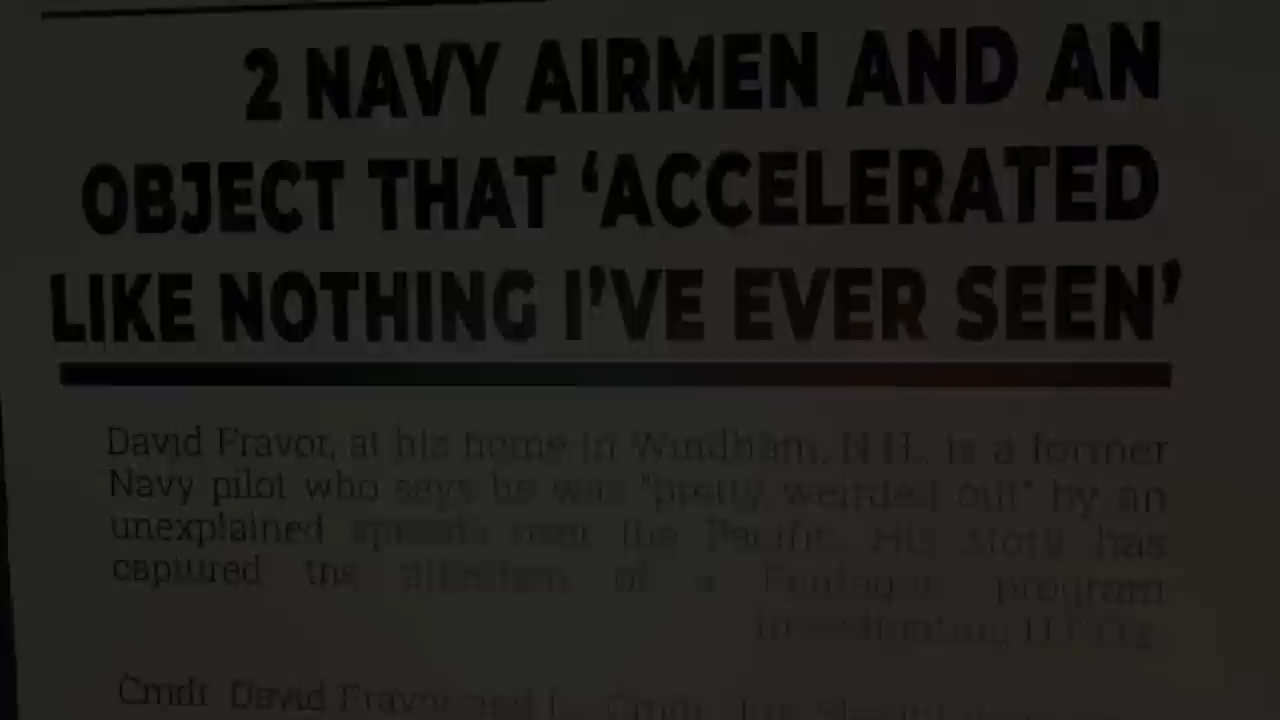 2 NAVY AIRMEN AND AN
OBJECT THAT ‘ACCELERATED
LIKE NOTHING I’VE EVER SEEN’
David Fravor, at his home in Windham, N.H., is a former
Navy pilot who says he was "pretty weirded out" by an
unexplained over the Pacific. His story has
captured the attention of a Pentagon program
investigating U.F.O.s.
Cmdr. David Fravor and Cmdr. Jim